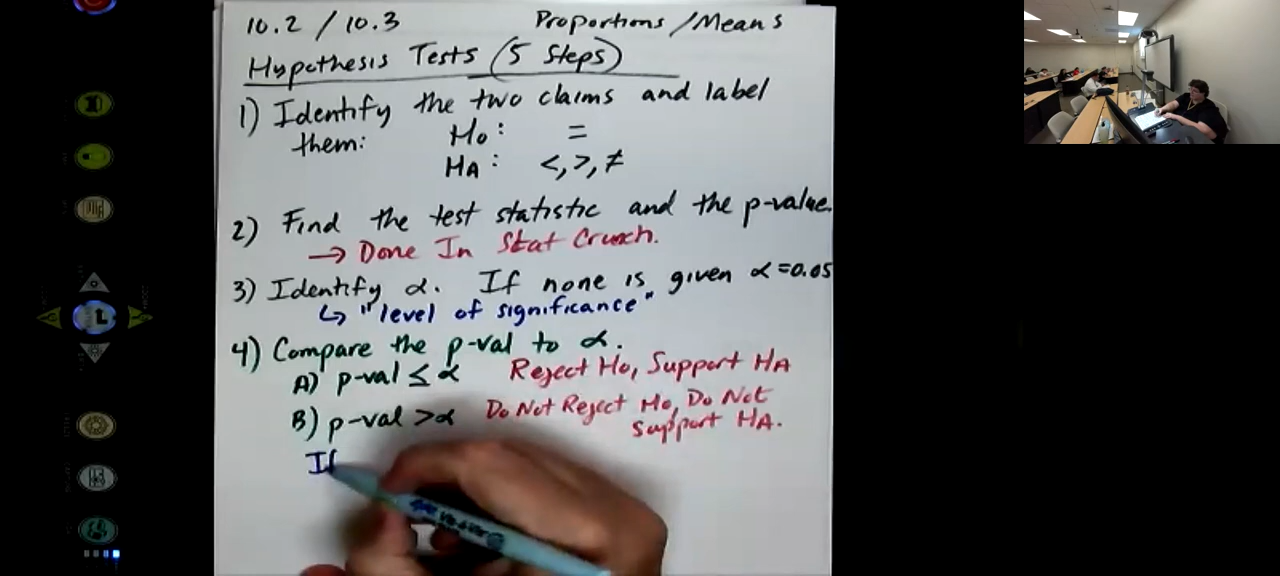 10.2 / 10.3 Proportions / Means
Hypothesis Tests (5 Steps)
1) Identify the two claims and label
them: Ho: =
HA: <, >, ≠
2) Find the test statistic and the p-value.
→ Done In Stat Crunch.
3) Identify α. If none is given α=0.05
↳ "level of significance"
4) Compare the p-val to α.
A) p-val ≤ α Reject Ho, Support HA
B) p-val > α Do Not Reject Ho, Do Not
Support HA.
If